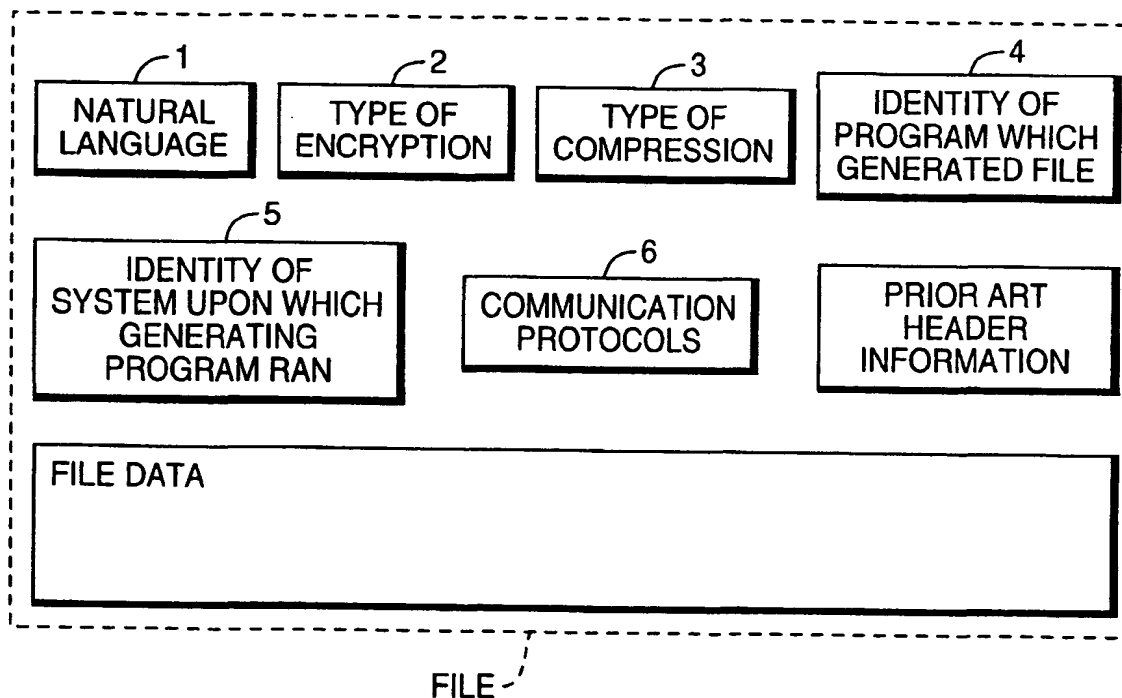 1
NATURAL
LANGUAGE
2
TYPE OF
ENCRYPTION
3
TYPE OF
COMPRESSION
4
IDENTITY OF
PROGRAM WHICH
GENERATED FILE
5
IDENTITY OF
SYSTEM UPON WHICH
GENERATING
PROGRAM RAN
6
COMMUNICATION
PROTOCOLS
PRIOR ART
HEADER
INFORMATION
FILE DATA
FILE